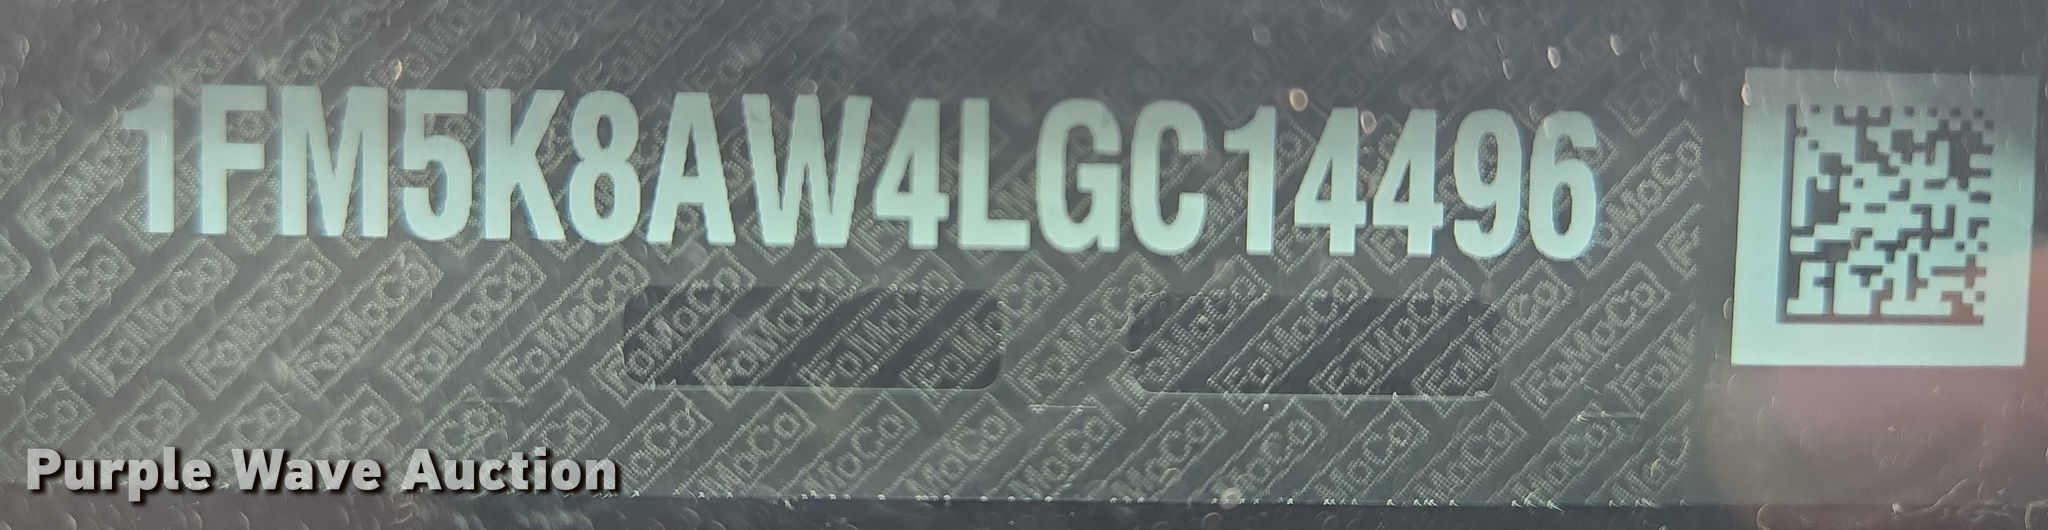 1FM5K8AW4LGC14496
Purple Wave Auction